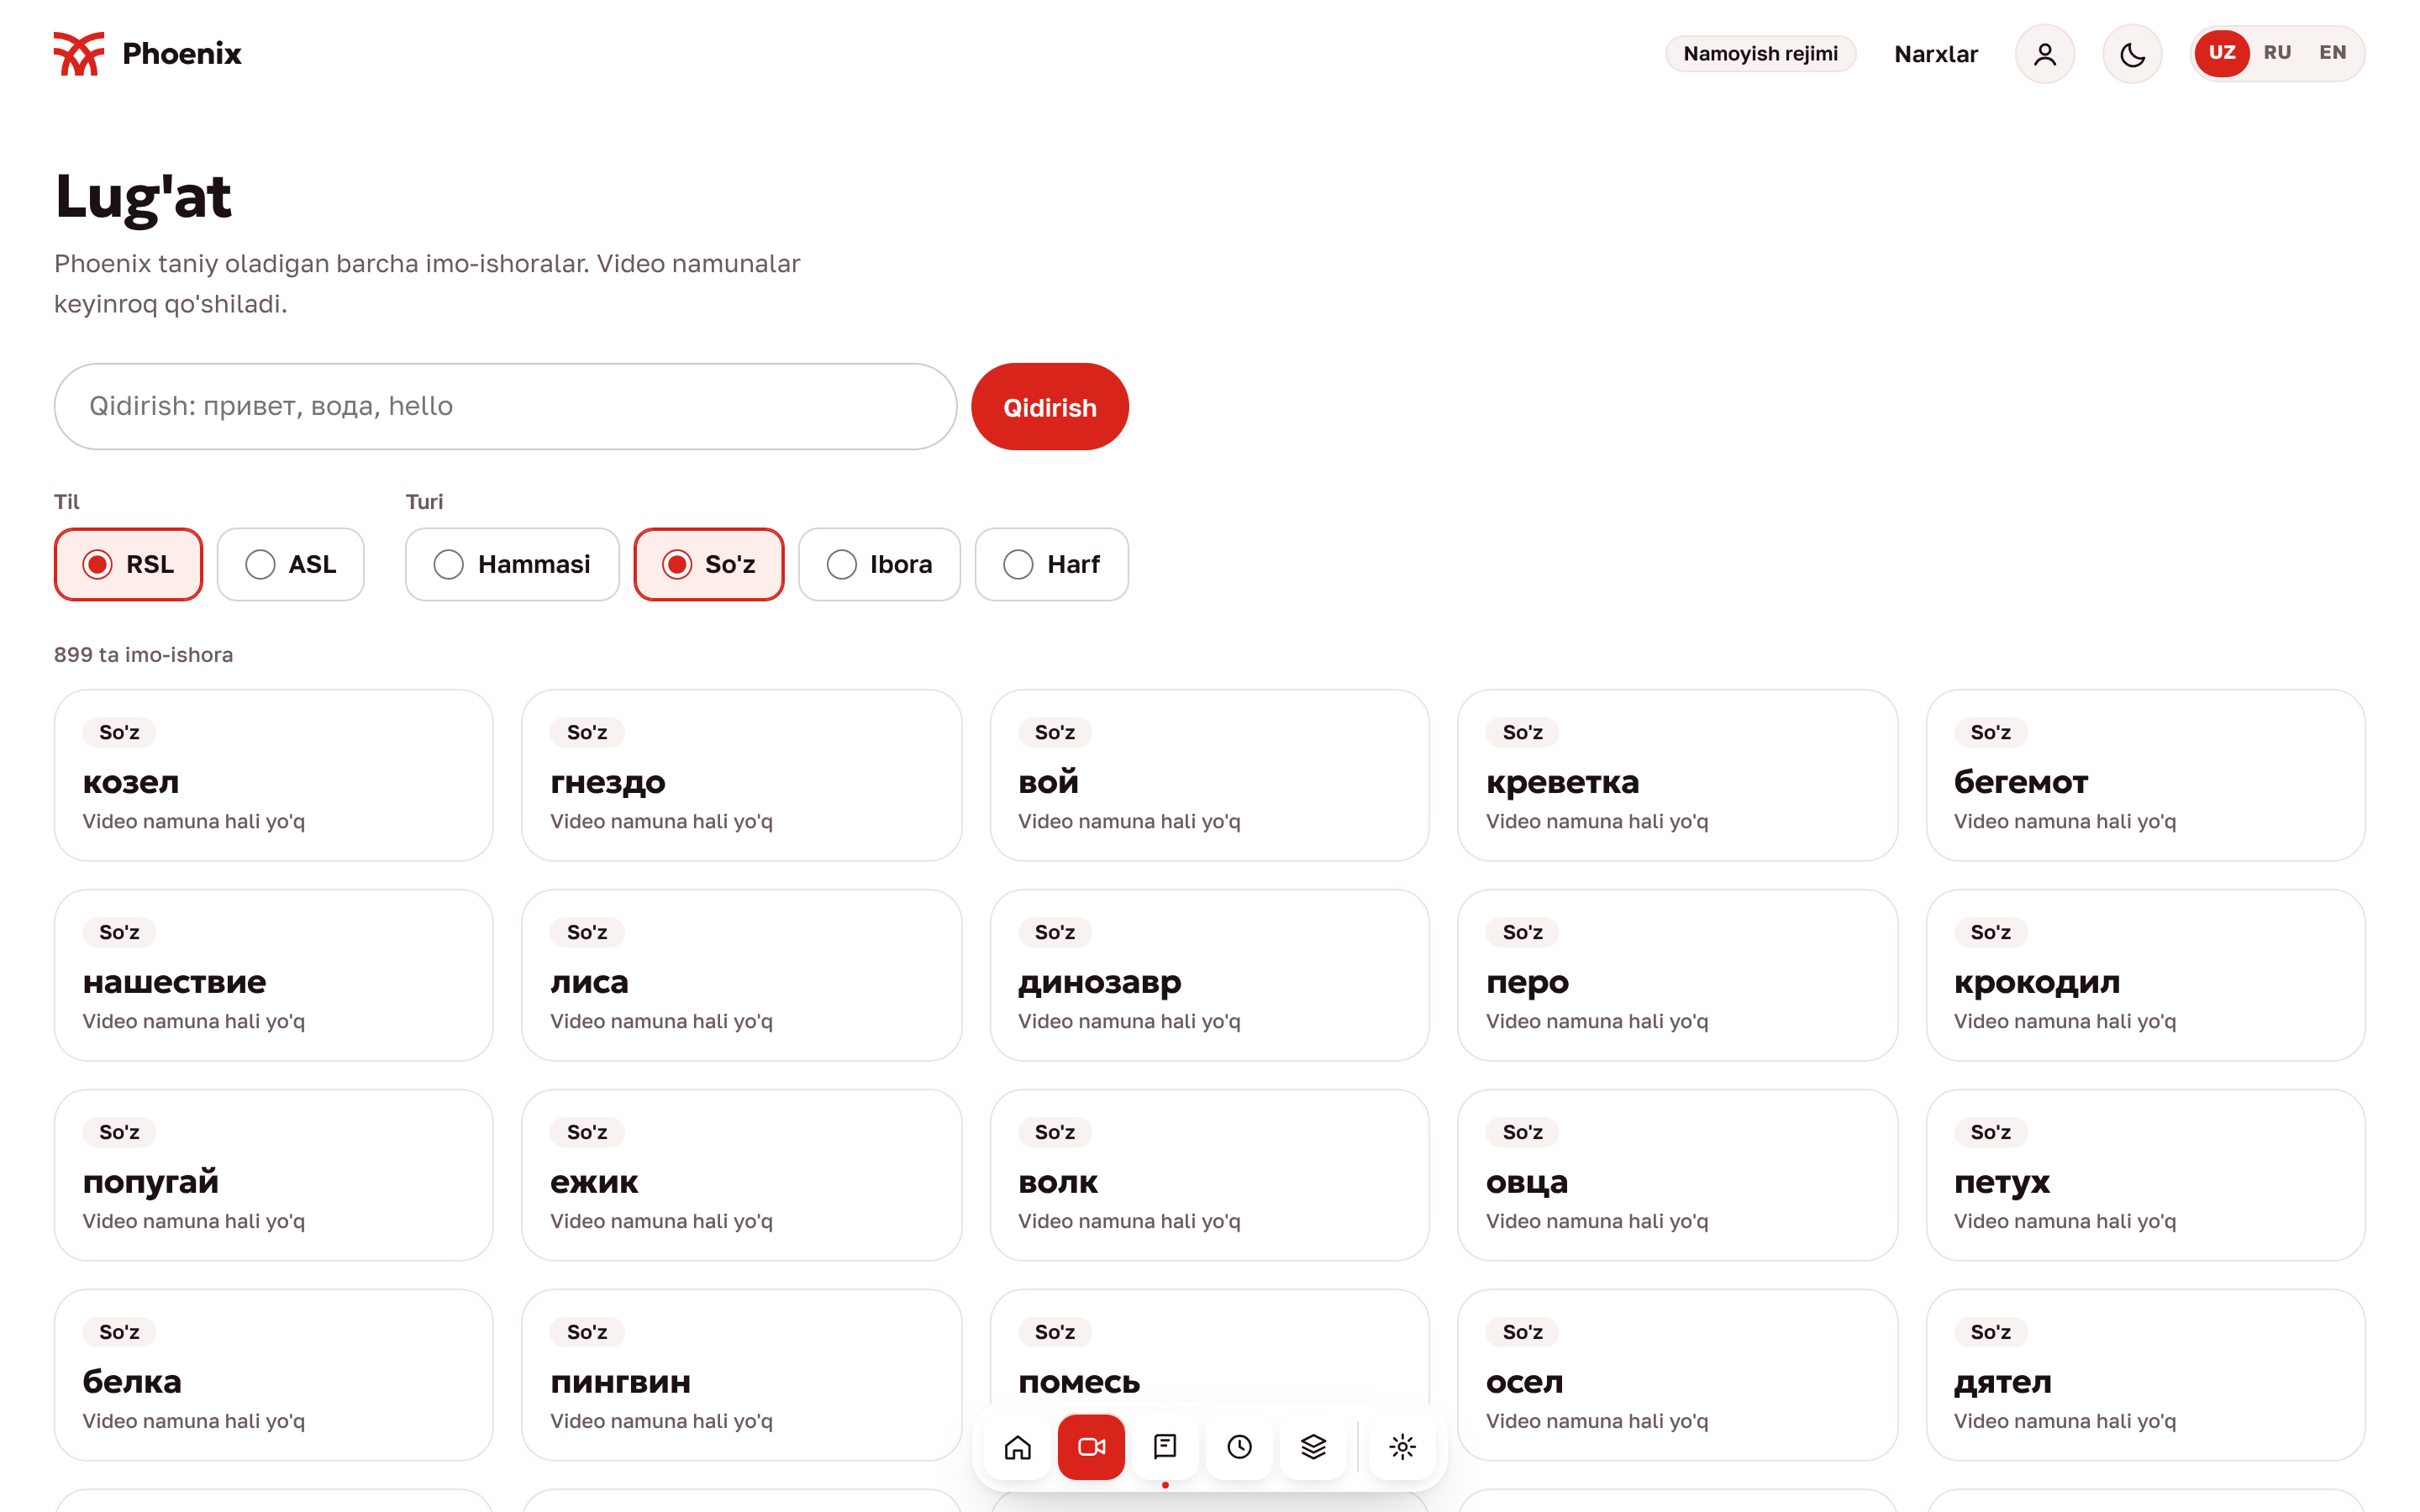 Phoenix
Namoyish rejimi
Narxlar
UZ RU EN
Lug'at
Phoenix taniy oladigan barcha imo-ishoralar. Video namunalar
keyinroq qo'shiladi.
Qidirish: привет, вода, hello
Qidirish
Til
Turi
RSL
ASL
Hammasi
So'z
Ibora
Harf
899 ta imo-ishora
So'z
козел
Video namuna hali yo'q
So'z
гнездо
Video namuna hali yo'q
So'z
вой
Video namuna hali yo'q
So'z
креветка
Video namuna hali yo'q
So'z
бегемот
Video namuna hali yo'q
So'z
нашествие
Video namuna hali yo'q
So'z
лиса
Video namuna hali yo'q
So'z
динозавр
Video namuna hali yo'q
So'z
перо
Video namuna hali yo'q
So'z
крокодил
Video namuna hali yo'q
So'z
попугай
Video namuna hali yo'q
So'z
ежик
Video namuna hali yo'q
So'z
волк
Video namuna hali yo'q
So'z
овца
Video namuna hali yo'q
So'z
петух
Video namuna hali yo'q
So'z
белка
Video namuna hali yo'q
So'z
пингвин
Video namuna hali yo'q
So'z
помесь
So'z
осел
Video namuna hali yo'q
So'z
дятел
Video namuna hali yo'q